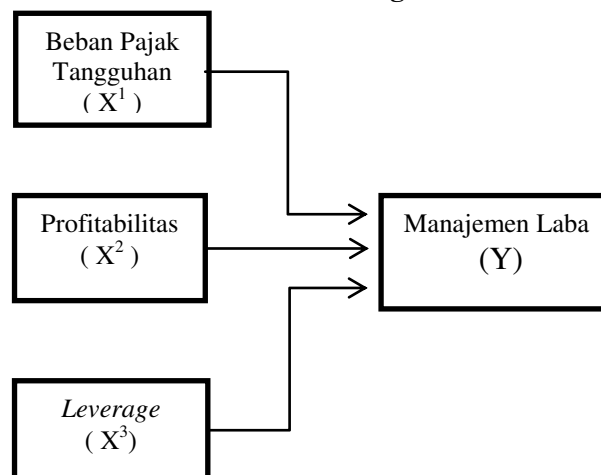 Beban Pajak
Tangguhan
( X¹ )
Profitabilitas
( X² )
Leverage
( X³)
Manajemen Laba
(Y)